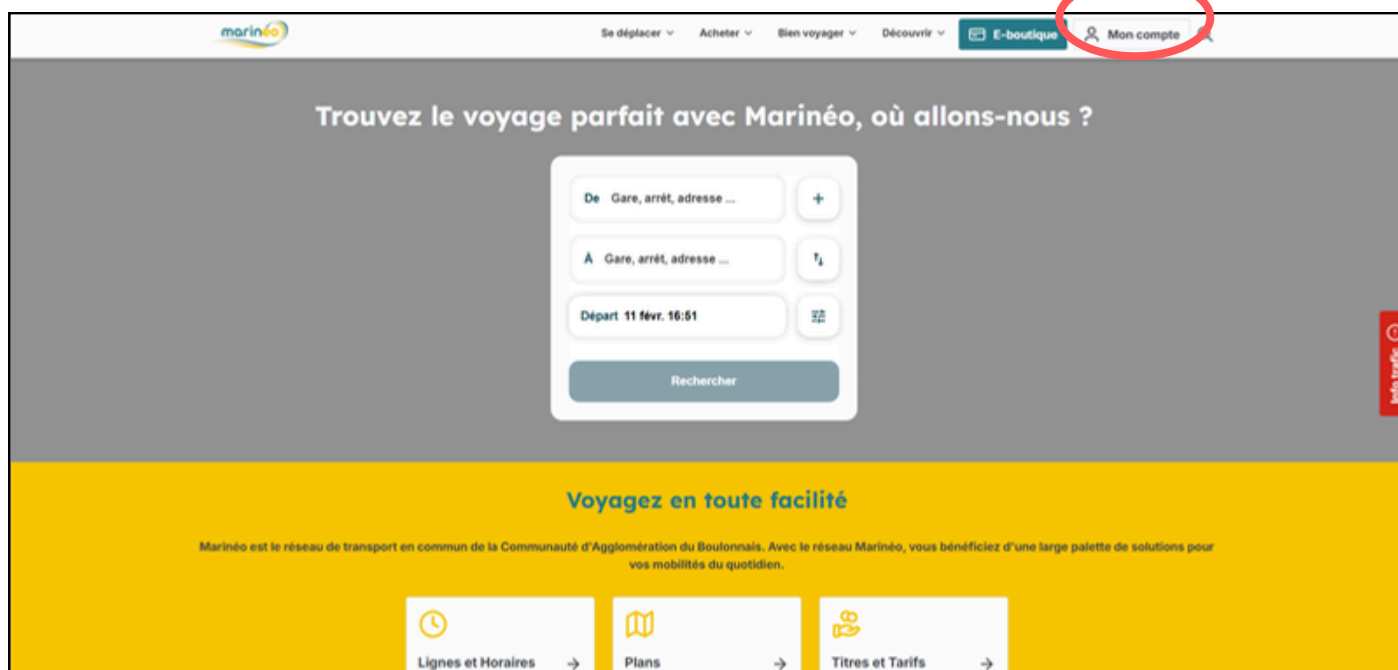 marinéo
Se déplacer Acheter Bien voyager Découvrir E-boutique Mon compte
Trouvez le voyage parfait avec Marinéo, où allons-nous ?
De Gare, arrêt, adresse ...
À Gare, arrêt, adresse ...
Départ 11 févr. 16:51
Rechercher
Info trafic
Voyagez en toute facilité
Marinéo est le réseau de transport en commun de la Communauté d'Agglomération du Boulonnais. Avec le réseau Marinéo, vous bénéficiez d'une large palette de solutions pour
vos mobilités du quotidien.
Lignes et Horaires Plans Titres et Tarifs